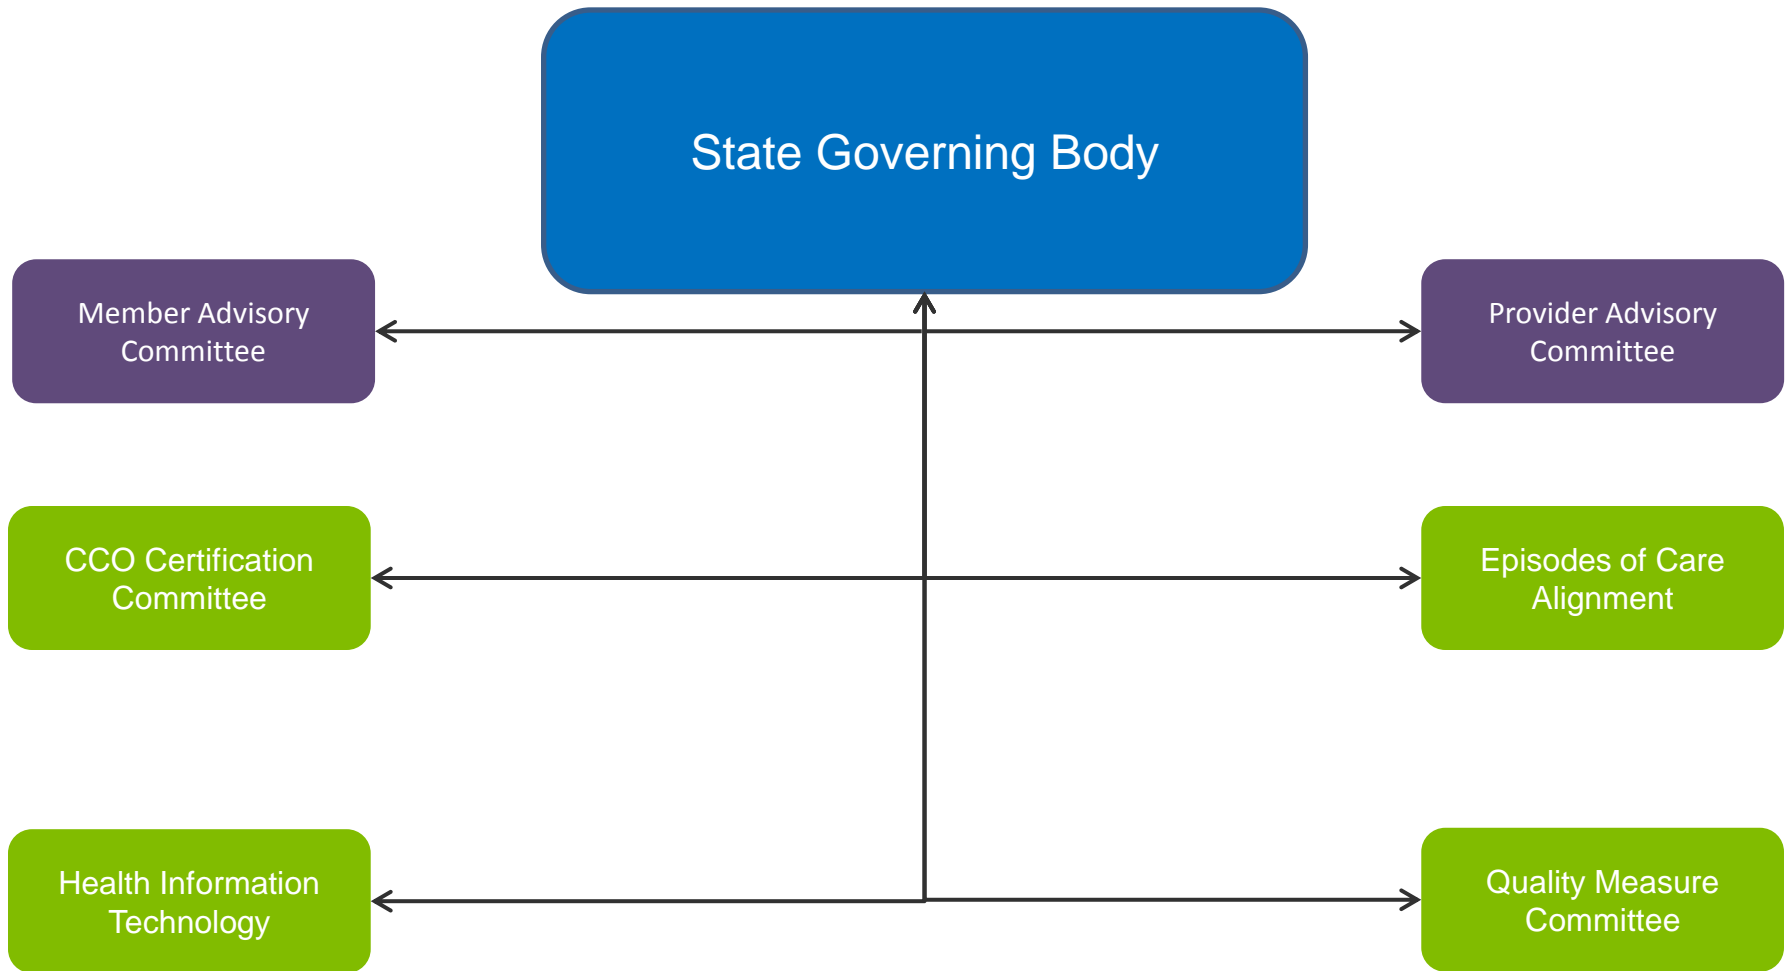 State Governing Body
Member Advisory
Committee
Provider Advisory
Committee
CCO Certification
Committee
Episodes of Care
Alignment
Health Information
Technology
Quality Measure
Committee